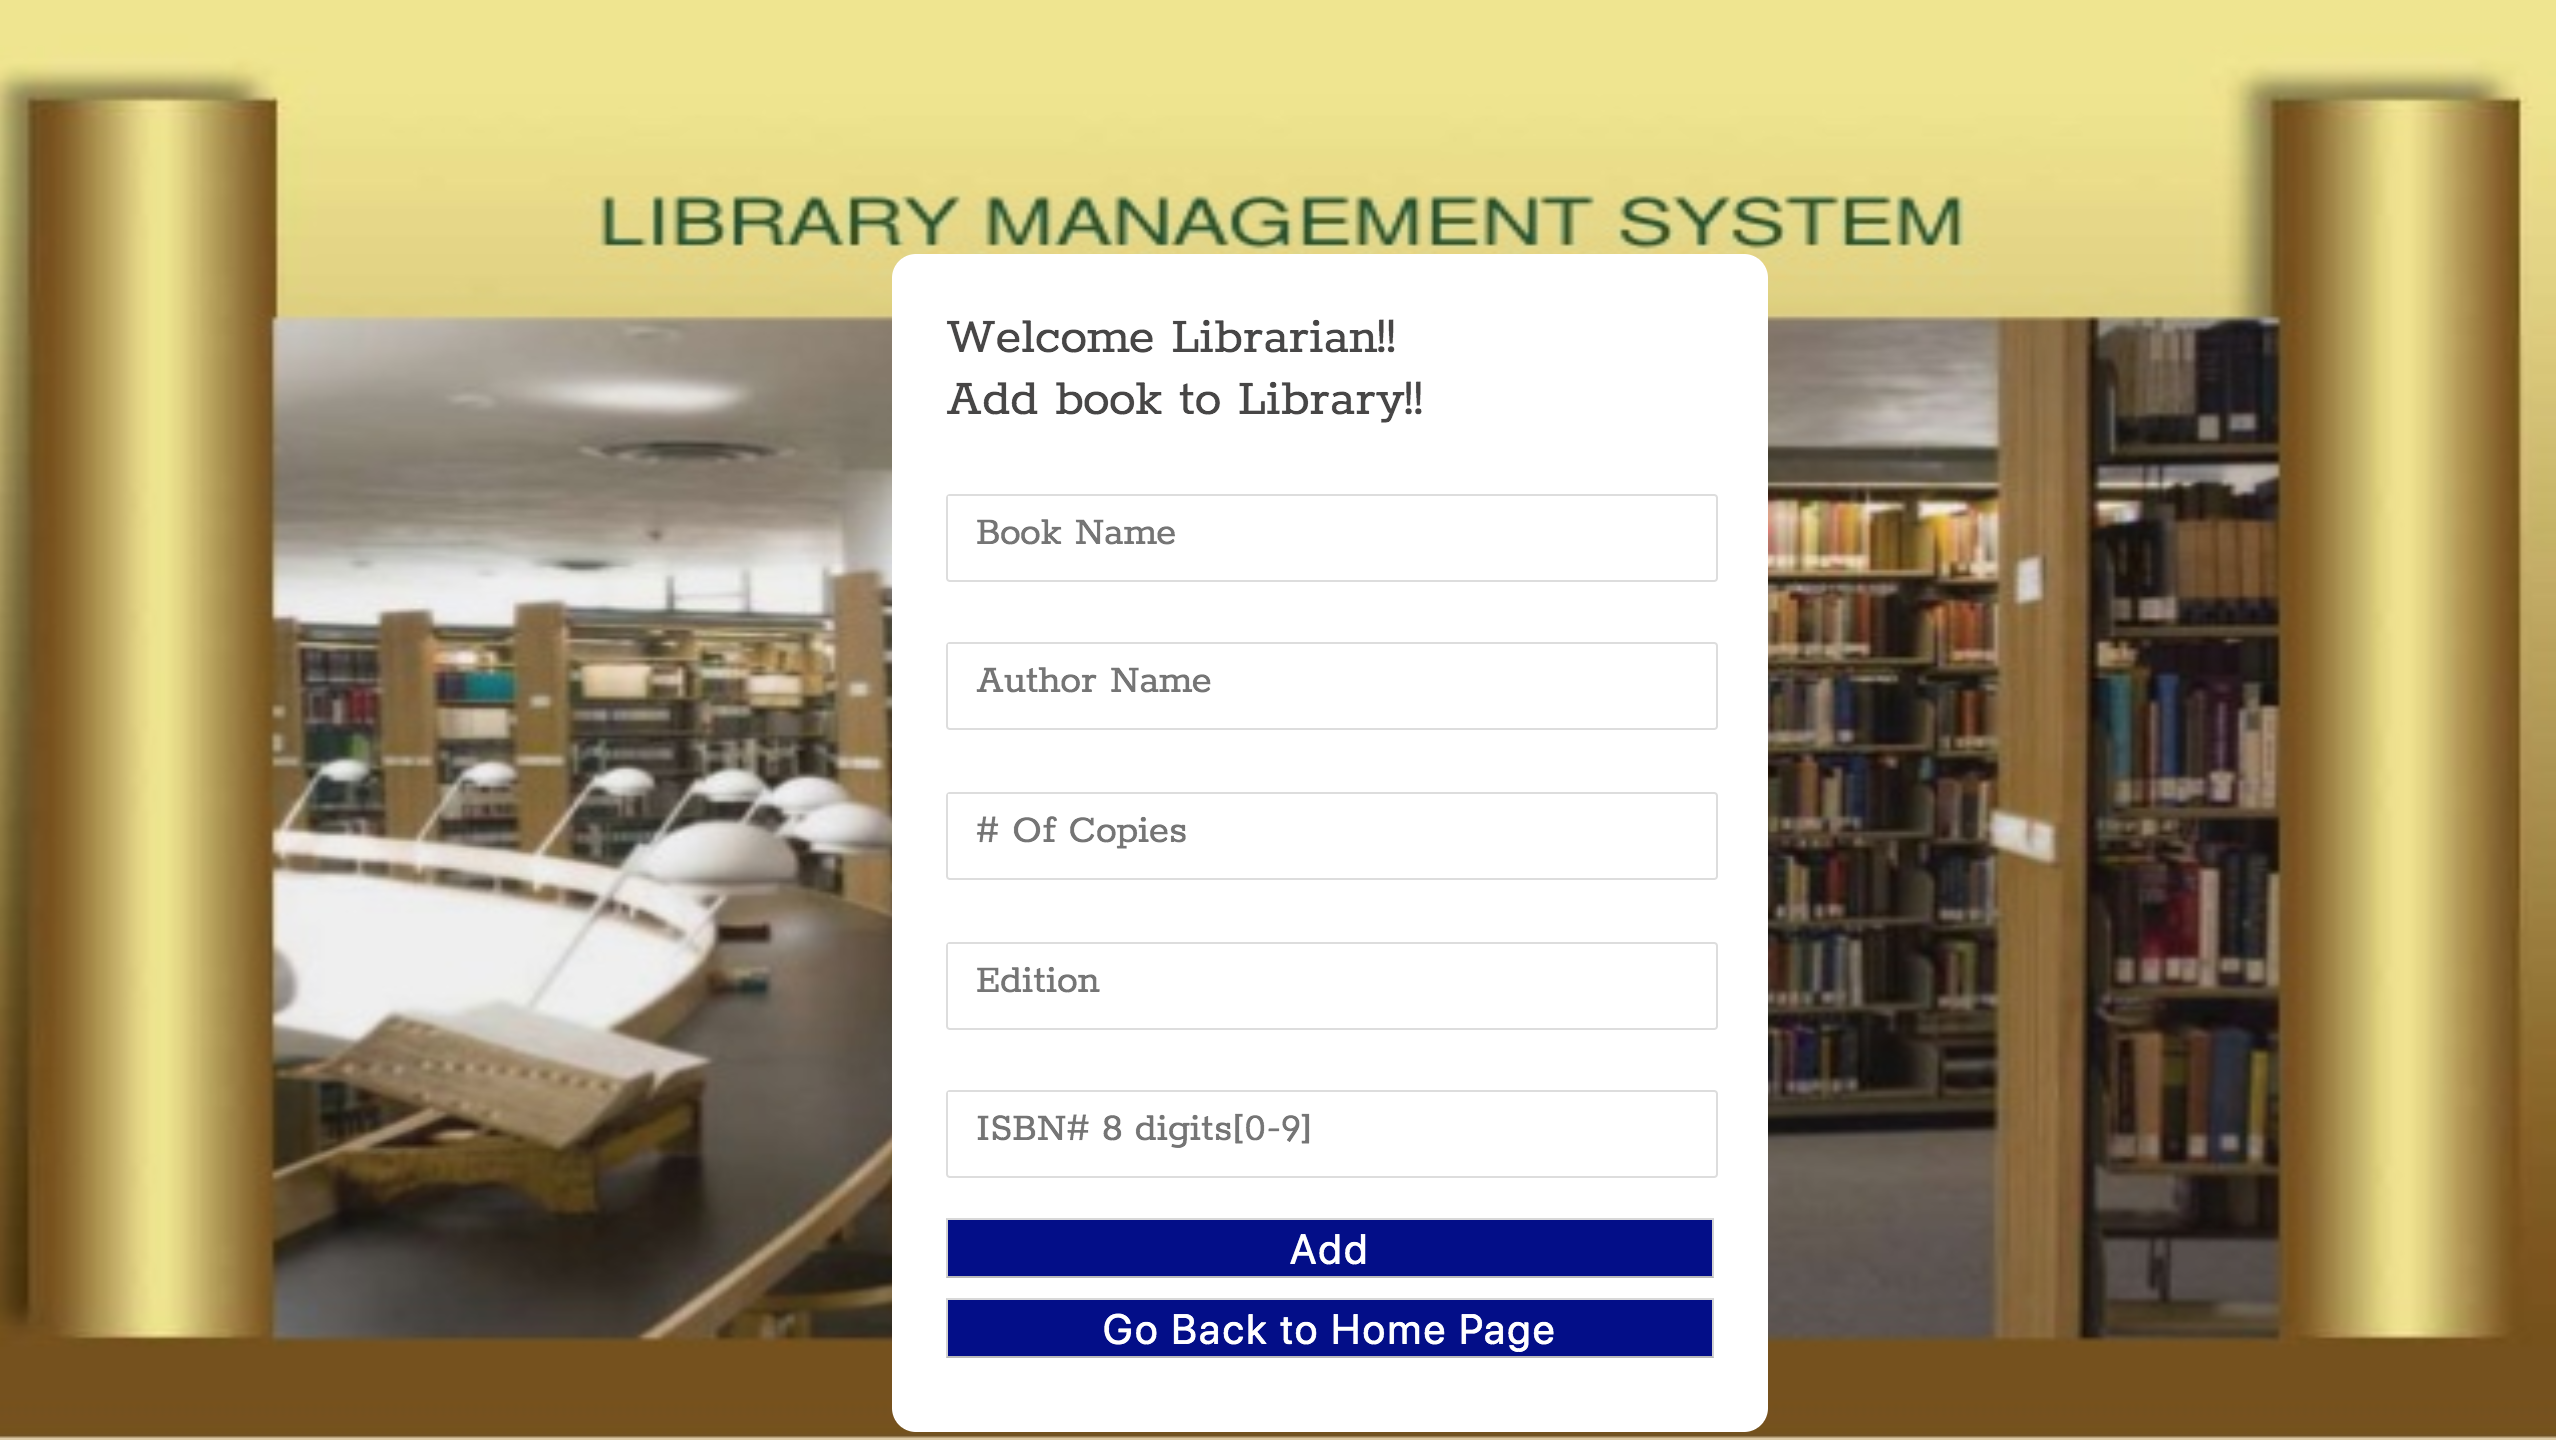 LIBRARY MANAGEMENT SYSTEM
Welcome Librarian!!
Add book to Library!!
Book Name
Author Name
# Of Copies
Edition
ISBN# 8 digits[0-9]
Add
Go Back to Home Page